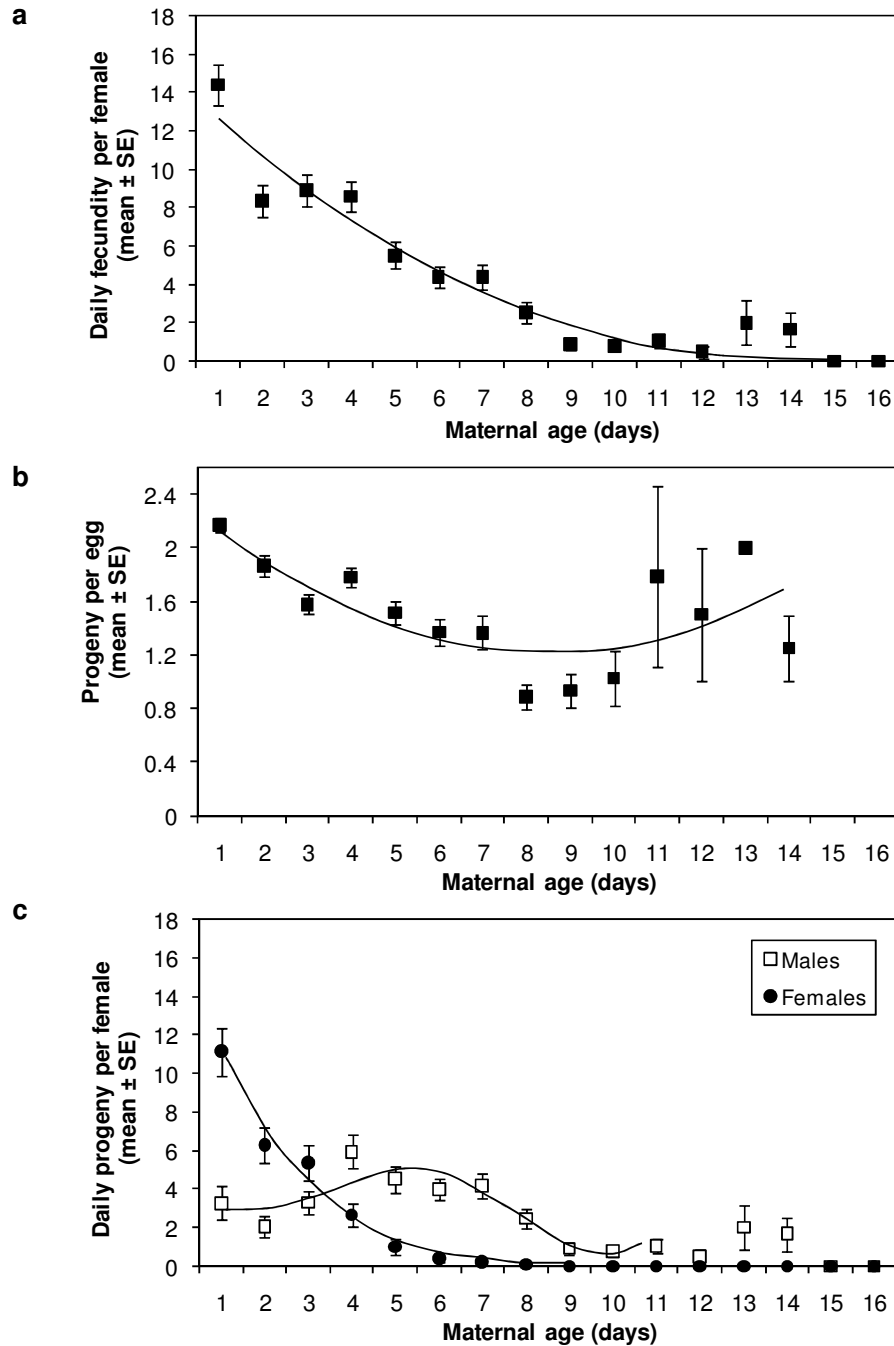 a
Daily fecundity per female
(mean ± SE)
18
16
14
12
10
8
6
4
2
0
1 2 3 4 5 6 7 8 9 10 11 12 13 14 15 16
Maternal age (days)
b
Progeny per egg
(mean ± SE)
2.4
2
1.6
1.2
0.8
0.4
0
1 2 3 4 5 6 7 8 9 10 11 12 13 14 15 16
Maternal age (days)
c
Daily progeny per female
(mean ± SE)
18
16
14
12
10
8
6
4
2
0
Males
Females
1 2 3 4 5 6 7 8 9 10 11 12 13 14 15 16
Maternal age (days)